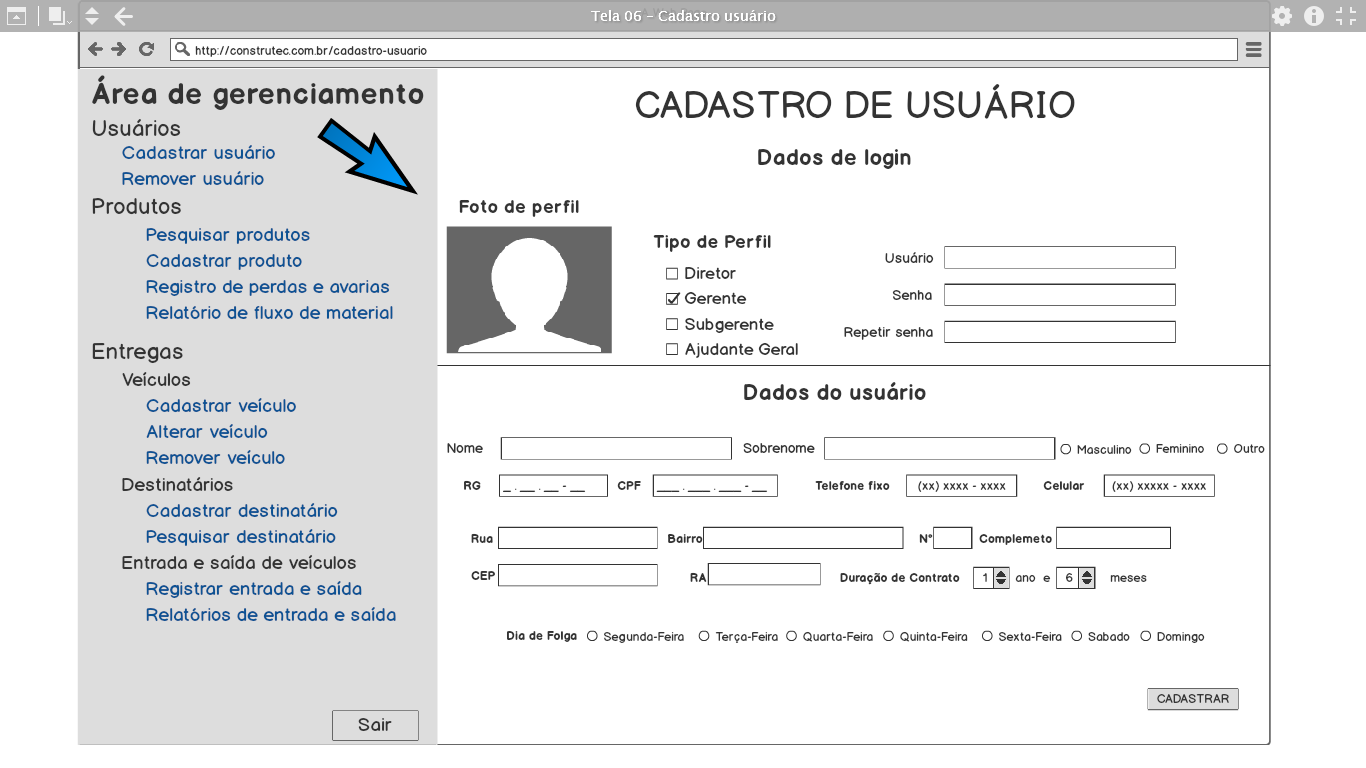 Tela 06 - Cadastro usuário
http://construtec.com.br/cadastro-usuario
Área de gerenciamento
Usuários
Cadastrar usuário
Remover usuário
Produtos
Pesquisar produtos
Cadastrar produto
Registro de perdas e avarias
Relatório de fluxo de material
Entregas
Veículos
Cadastrar veículo
Alterar veículo
Remover veículo
Destinatários
Cadastrar destinatário
Pesquisar destinatário
Entrada e saída de veículos
Registrar entrada e saída
Relatórios de entrada e saída
Sair
CADASTRO DE USUÁRIO
Dados de login
Foto de perfil
Tipo de Perfil
Diretor
Gerente
Subgerente
Ajudante Geral
Usuário
Senha
Repetir senha
Dados do usuário
Nome Sobrenome Masculino Feminino Outro
RG _ . __ . __ - __ CPF ___ . ___ . ___ - __ Telefone fixo (xx) xxxx - xxxx Celular (xx) xxxxx - xxxx
Rua Bairro Nº Complemeto
CEP RA Duração de Contrato 1 ano e 6 meses
Dia de Folga Segunda-Feira Terça-Feira Quarta-Feira Quinta-Feira Sexta-Feira Sabado Domingo
CADASTRAR